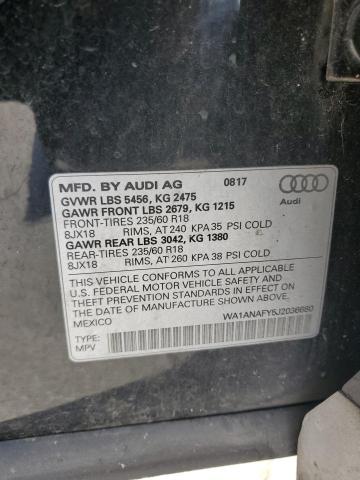 MFD. BY AUDI AG 0817
GVWR LBS 5456, KG 2475
GAWR FRONT LBS 2679, KG 1215
FRONT-TIRES 235/60 R18
8JX18 RIMS, AT 240 KPA 35 PSI COLD
GAWR REAR LBS 3042, KG 1380
REAR-TIRES 235/60 R18
8JX18 RIMS, AT 260 KPA 38 PSI COLD
Audi
THIS VEHICLE CONFORMS TO ALL APPLICABLE
U.S. FEDERAL MOTOR VEHICLE SAFETY AND
THEFT PREVENTION STANDARDS IN EFFECT ON
THE DATE OF MANUFACTURE SHOWN ABOVE.
MEXICO
WA1ANAFY5J2036680
TYPE:
MPV